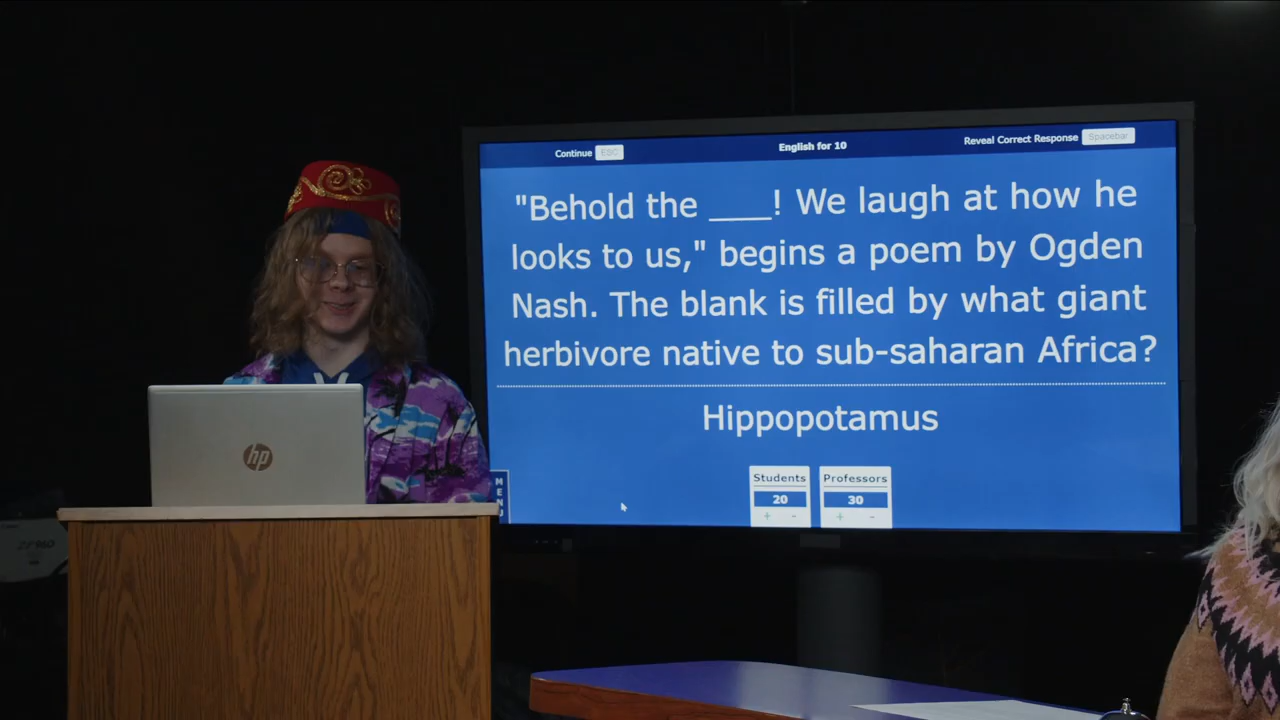 Continue ESC
English for 10
Reveal Correct Response Spacebar
"Behold the ____! We laugh at how he
looks to us," begins a poem by Ogden
Nash. The blank is filled by what giant
herbivore native to sub-saharan Africa?
Hippopotamus
Students
20
+ -
Professors
30
+ -
hp